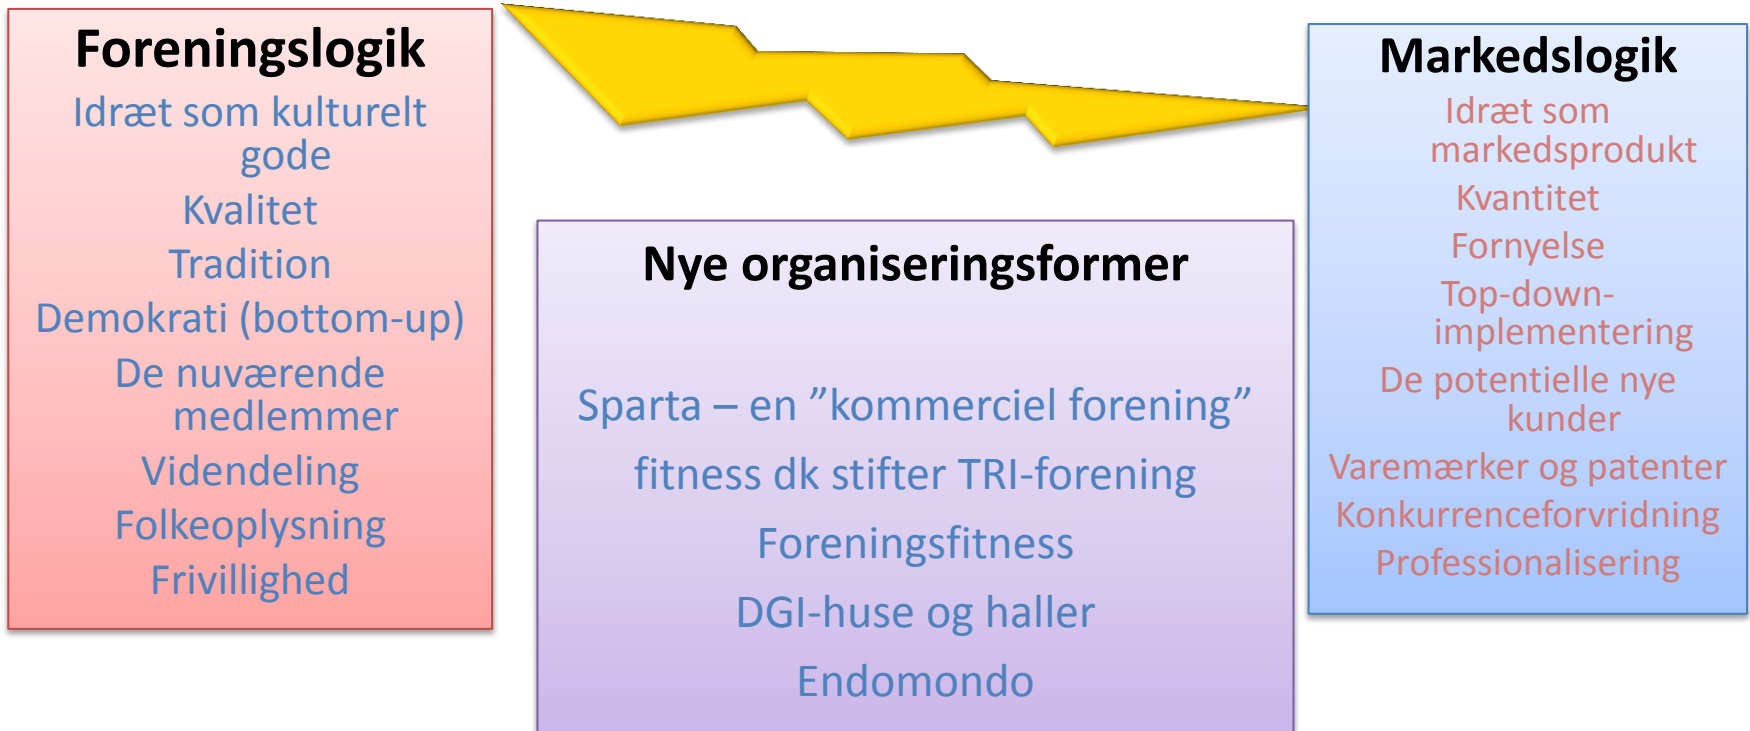 Foreningslogik
Idræt som kulturelt
gode
Kvalitet
Tradition
Demokrati (bottom-up)
De nuværende
medlemmer
Videndeling
Folkeoplysning
Frivillighed
Nye organiseringsformer
Sparta – en ”kommerciel forening”
fitness dk stifter TRI-forening
Foreningsfitness
DGI-huse og haller
Endomondo
Markedslogik
Idræt som
markedsprodukt
Kvantitet
Fornyelse
Top-down-
implementering
De potentielle nye
kunder
Varemærker og patenter
Konkurrenceforvridning
Professionalisering